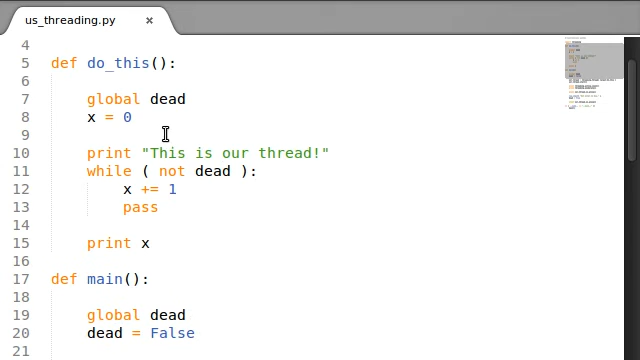 us_threading.py ×
4
5 def do_this():
6
7 global dead
8 x = 0
9
10 print "This is our thread!"
11 while ( not dead ):
12 x += 1
13 pass
14
15 print x
16
17 def main():
18
19 global dead
20 dead = False
21